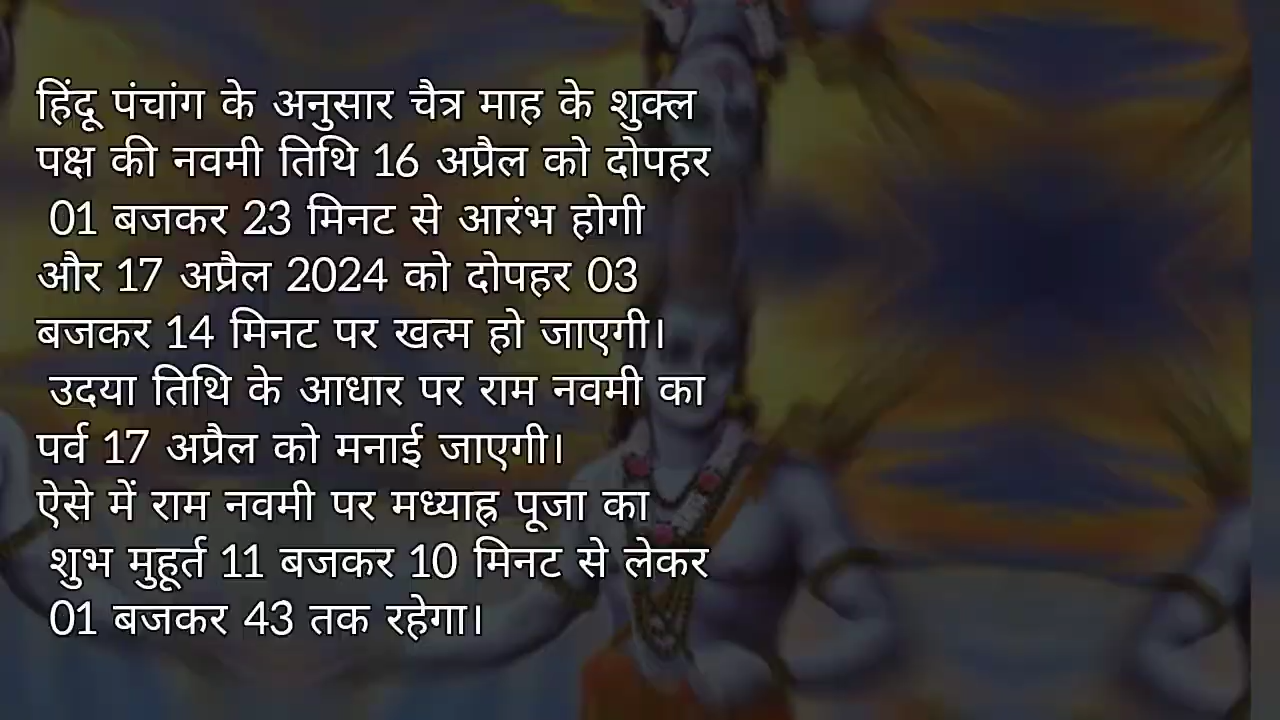 हिंदू पंचांग के अनुसार चैत्र माह के शुक्ल
पक्ष की नवमी तिथि 16 अप्रैल को दोपहर
01 बजकर 23 मिनट से आरंभ होगी
और 17 अप्रैल 2024 को दोपहर 03
बजकर 14 मिनट पर खत्म हो जाएगी।
उदया तिथि के आधार पर राम नवमी का
पर्व 17 अप्रैल को मनाई जाएगी।
ऐसे में राम नवमी पर मध्याह्र पूजा का
शुभ मुहूर्त 11 बजकर 10 मिनट से लेकर
01 बजकर 43 तक रहेगा।